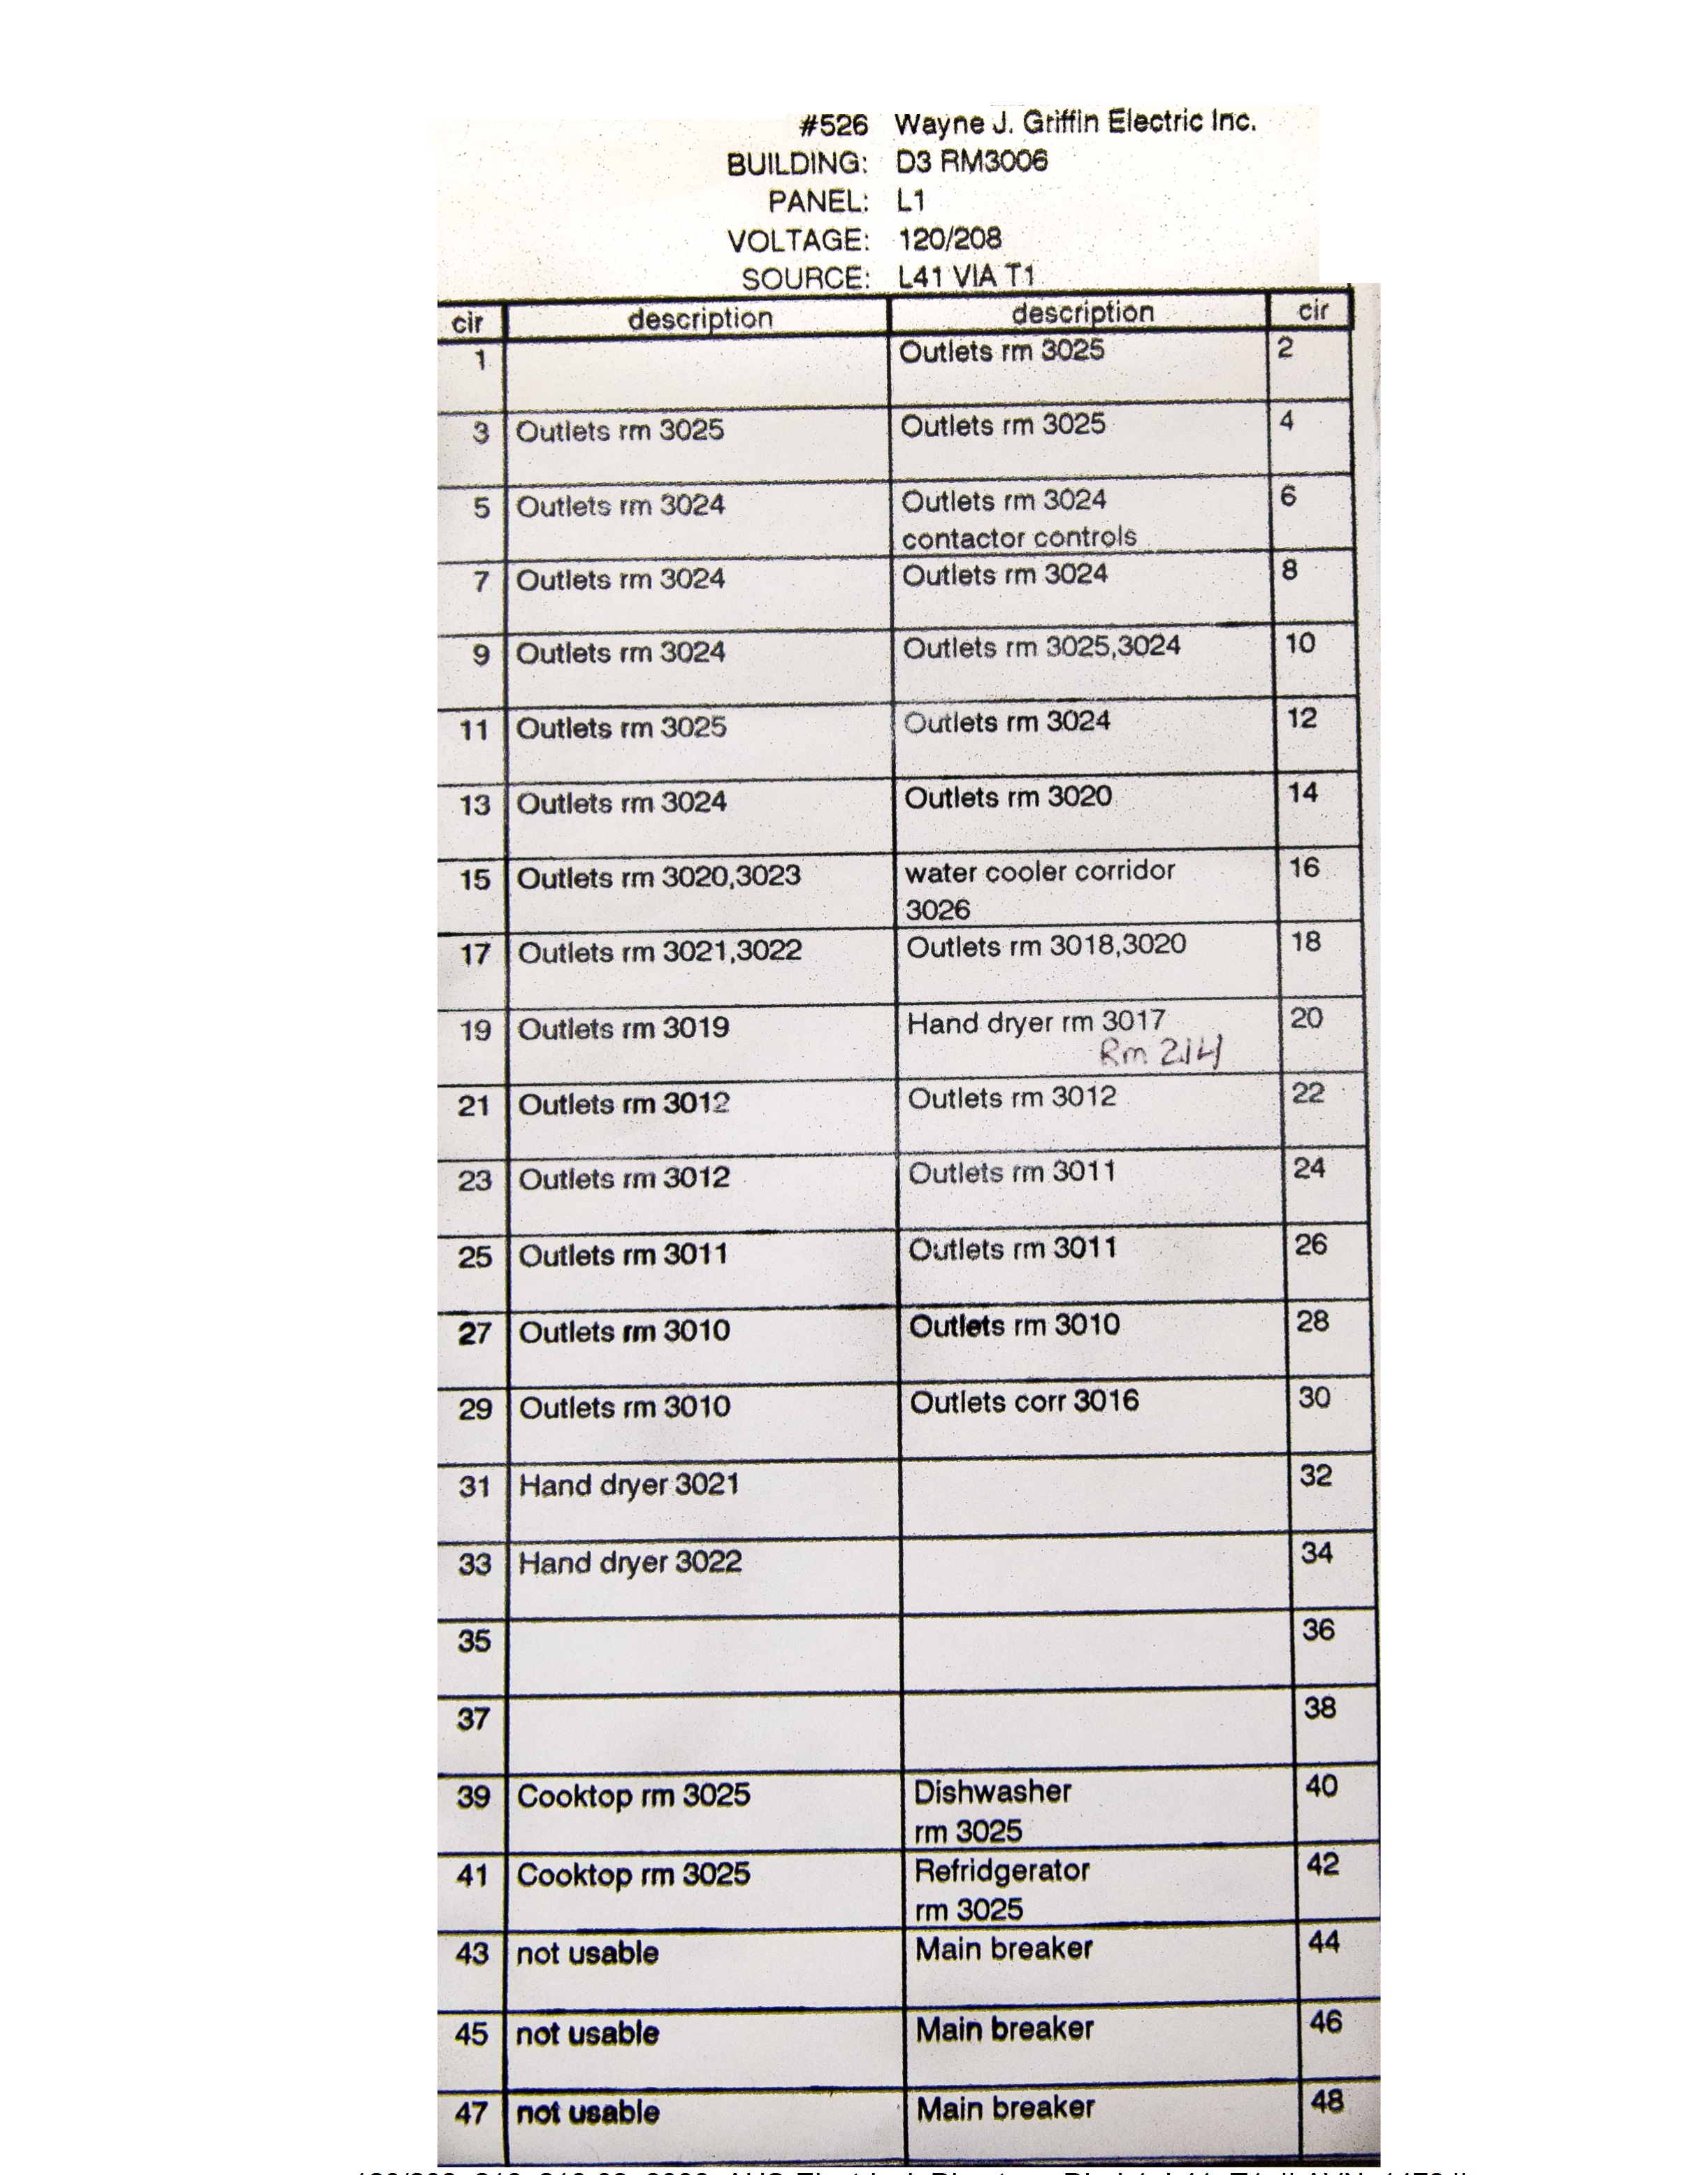 #526 Wayne J. Griffin Electric Inc.
BUILDING: D3 RM3006
PANEL: L1
VOLTAGE: 120/208
SOURCE: L41 VIA T1
cir description description cir
1 Outlets rm 3025 2
3 Outlets rm 3025 Outlets rm 3025 4
5 Outlets rm 3024 Outlets rm 3024 6
contactor controls
7 Outlets rm 3024 Outlets rm 3024 8
9 Outlets rm 3024 Outlets rm 3025,3024 10
11 Outlets rm 3025 Outlets rm 3024 12
13 Outlets rm 3024 Outlets rm 3020 14
15 Outlets rm 3020,3023 water cooler corridor 16
3026
17 Outlets rm 3021,3022 Outlets rm 3018,3020 18
19 Outlets rm 3019 Hand dryer rm 3017 20
Rm 214
21 Outlets rm 3012 Outlets rm 3012 22
23 Outlets rm 3012 Outlets rm 3011 24
25 Outlets rm 3011 Outlets rm 3011 26
27 Outlets rm 3010 Outlets rm 3010 28
29 Outlets rm 3010 Outlets corr 3016 30
31 Hand dryer 3021 32
33 Hand dryer 3022 34
35 36
37 38
39 Cooktop rm 3025 Dishwasher 40
rm 3025
41 Cooktop rm 3025 Refridgerator 42
rm 3025
43 not usable Main breaker 44
45 not usable Main breaker 46
47 not usable Main breaker 48